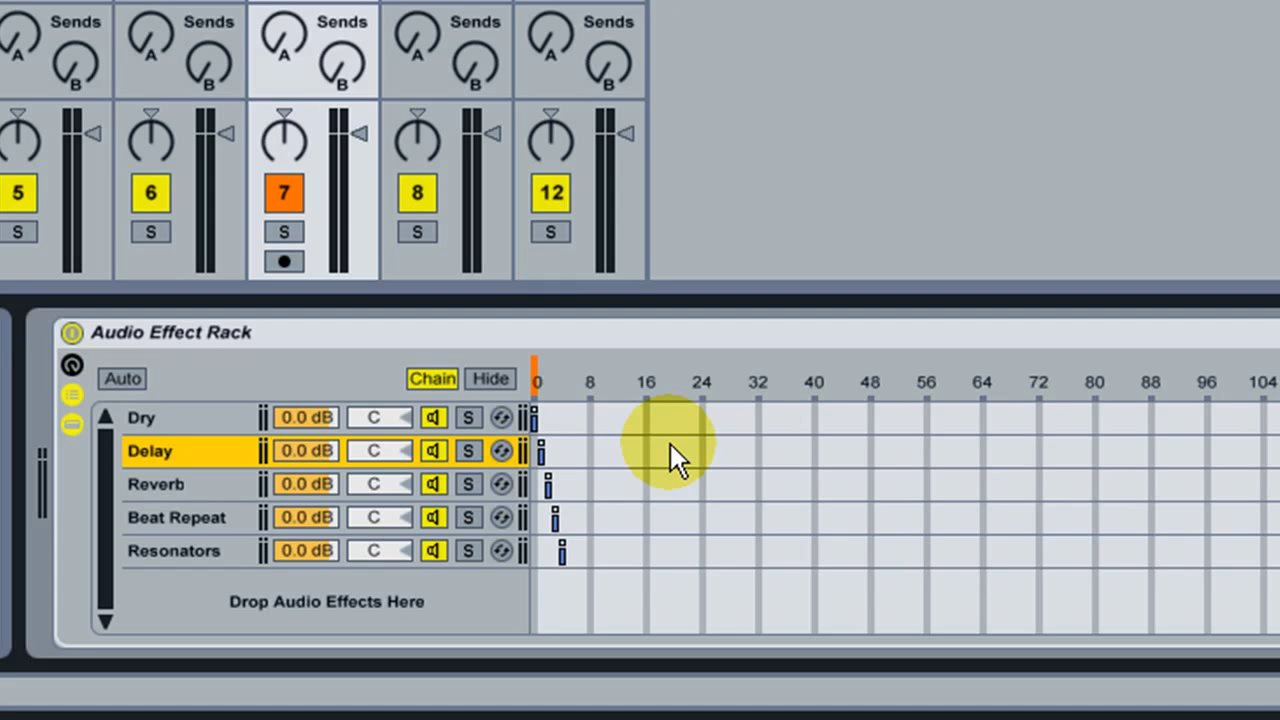 Sends Sends Sends Sends Sends
A A A A A
B B B B B
5 6 7 8 12
S S S S S
Audio Effect Rack
Auto Chain Hide 0 8 16 24 32 40 48 56 64 72 80 88 96 104
Dry 0.0 dB C S
Delay 0.0 dB C S
Reverb 0.0 dB C S
Beat Repeat 0.0 dB C S
Resonators 0.0 dB C S
Drop Audio Effects Here